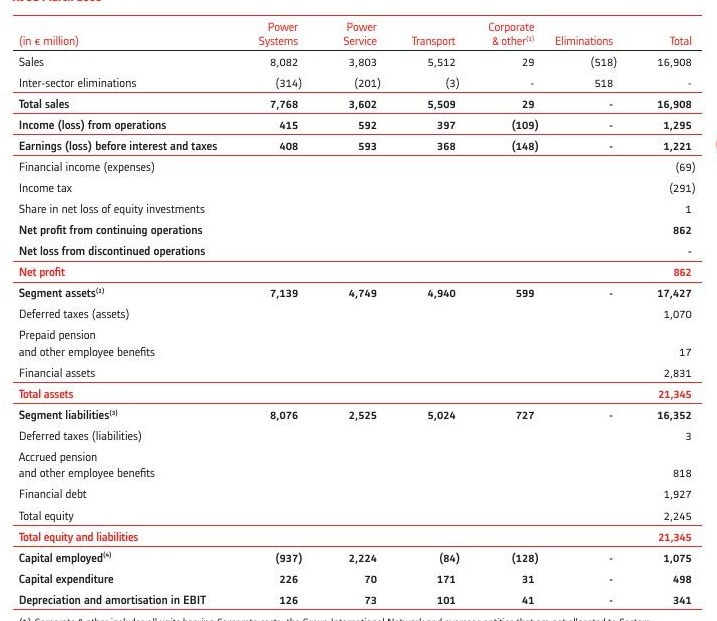 (in € million) Power Systems Power Service Transport Corporate & other(1) Eliminations Total
Sales 8,082 3,803 5,512 29 (518) 16,908
Inter-sector eliminations (314) (201) (3) - 518 -
Total sales 7,768 3,602 5,509 29 - 16,908
Income (loss) from operations 415 592 397 (109) - 1,295
Earnings (loss) before interest and taxes 408 593 368 (148) - 1,221
Financial income (expenses) (69)
Income tax (291)
Share in net loss of equity investments 1
Net profit from continuing operations 862
Net loss from discontinued operations -
Net profit 862
Segment assets(2) 7,139 4,749 4,940 599 - 17,427
Deferred taxes (assets) 1,070
Prepaid pension
and other employee benefits 17
Financial assets 2,831
Total assets 21,345
Segment liabilities(3) 8,076 2,525 5,024 727 - 16,352
Deferred taxes (liabilities) 3
Accrued pension
and other employee benefits 818
Financial debt 1,927
Total equity 2,245
Total equity and liabilities 21,345
Capital employed(4) (937) 2,224 (84) (128) - 1,075
Capital expenditure 226 70 171 31 - 498
Depreciation and amortisation in EBIT 126 73 101 41 - 341